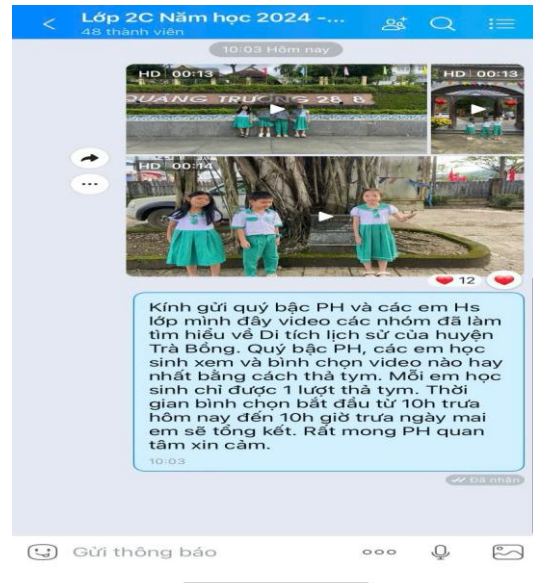 Lớp 2C Năm học 2024 -...
48 thành viên
10:03 Hôm nay
HD 00:13
HD 00:13
QUẢNG TRƯỜNG 28 8
HD 00:14
12
Kính gửi quý bậc PH và các em Hs
lớp mình đây video các nhóm đã làm
tìm hiểu về Di tích lịch sử của huyện
Trà Bồng. Quý bậc PH, các em học
sinh xem và bình chọn video nào hay
nhất bằng cách thả tym. Mỗi em học
sinh chỉ được 1 lượt thả tym. Thời
gian bình chọn bắt đầu từ 10h trưa
hôm nay đến 10h giờ trưa ngày mai
em sẽ tổng kết. Rất mong PH quan
tâm xin cảm.
10:03
Đã nhận
Gửi thông báo